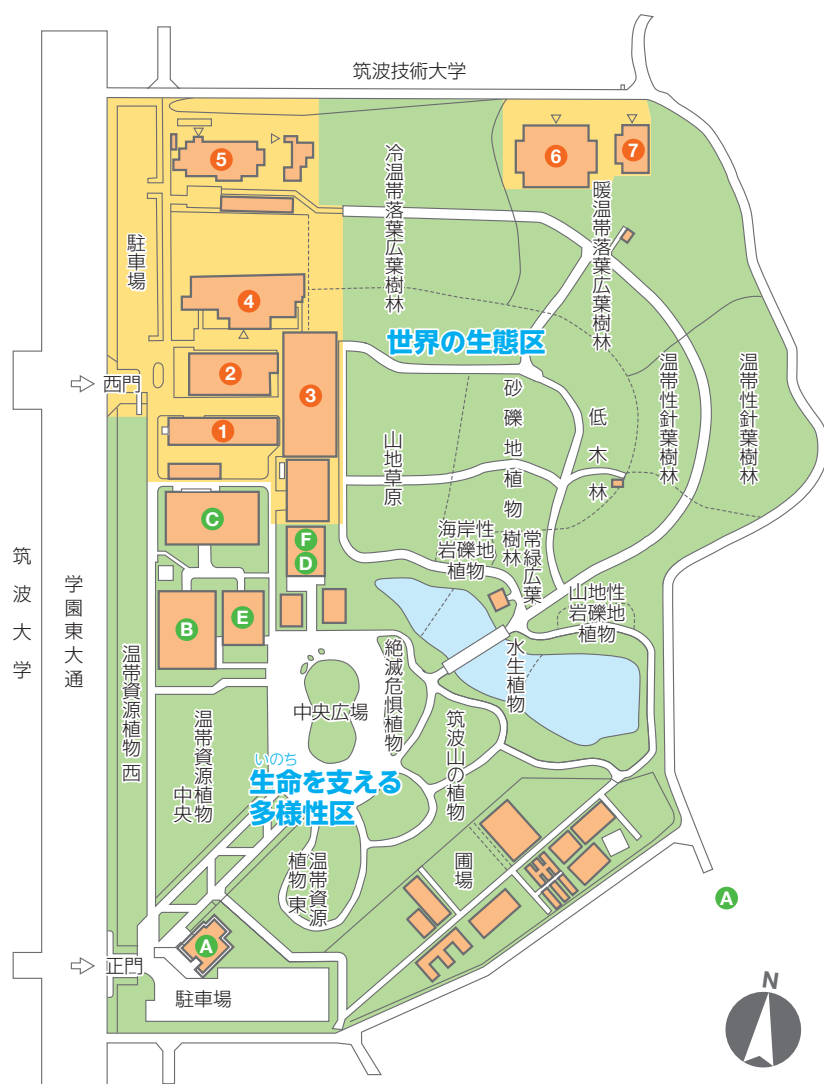 筑波技術大学
5
6
7
冷温帯落葉広葉樹林
暖温帯落葉広葉樹林
駐車場
4
世界の生態区
2
3
西門
1
砂礫地植物
低木林
温帯性針葉樹林
温帯性針葉樹林
山地草原
C
F
D
海岸性
岩礫地
植物
常緑広葉
樹林
山地性
岩礫地
植物
B
E
筑波大学
学園東大通
温帯資源植物 西
温帯資源植物
中央
中央広場
絶滅危惧植物
水生植物
筑波山の植物
いのち
生命を支える
多様性区
温帯資源
植物 東
圃場
A
A
正門
駐車場
N